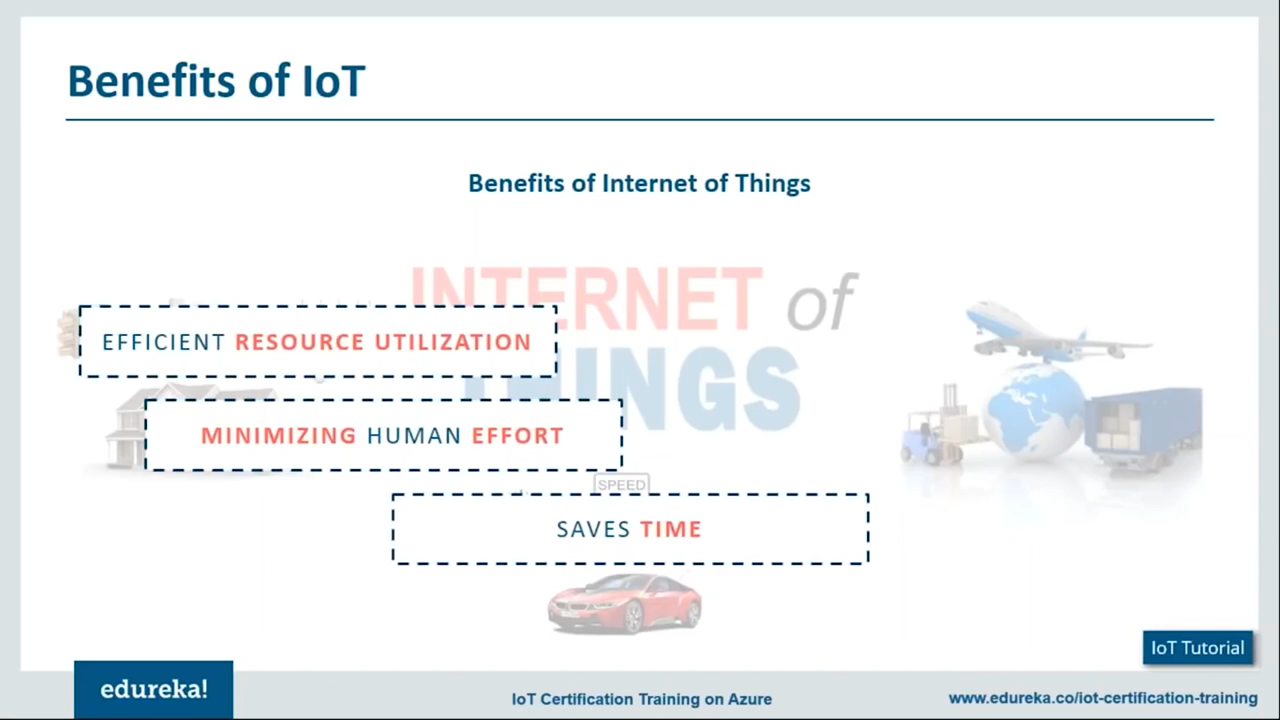 Benefits of IoT
Benefits of Internet of Things
INTERNET of
THINGS
EFFICIENT RESOURCE UTILIZATION
MINIMIZING HUMAN EFFORT
SPEED
SAVES TIME
IoT Tutorial
edureka!
IoT Certification Training on Azure
www.edureka.co/iot-certification-training